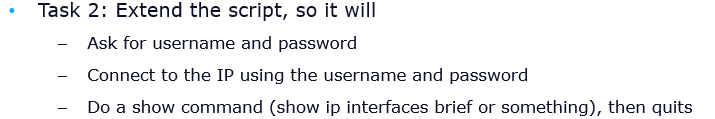 • Task 2: Extend the script, so it will
– Ask for username and password
– Connect to the IP using the username and password
– Do a show command (show ip interfaces brief or something), then quits